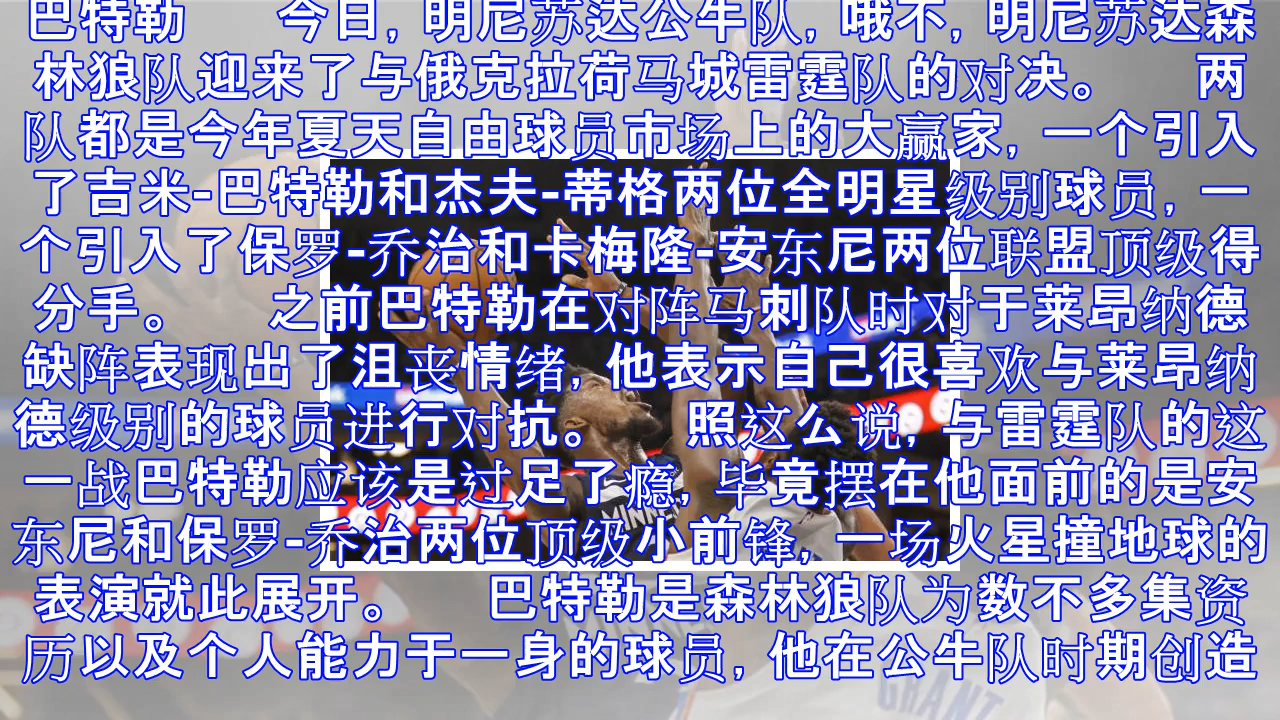 巴特勒　　今日，明尼苏达公牛队，哦不，明尼苏达森
林狼队迎来了与俄克拉荷马城雷霆队的对决。　　两
队都是今年夏天自由球员市场上的大赢家，一个引入
了吉米-巴特勒和杰夫-蒂格两位全明星级别球员，一
个引入了保罗-乔治和卡梅隆-安东尼两位联盟顶级得
分手。　　之前巴特勒在对阵马刺队时对于莱昂纳德
缺阵表现出了沮丧情绪，他表示自己很喜欢与莱昂纳
德级别的球员进行对抗。　　照这么说，与雷霆队的这
一战巴特勒应该是过足了瘾，毕竟摆在他面前的是安
东尼和保罗-乔治两位顶级小前锋，一场火星撞地球的
表演就此展开。　　巴特勒是森林狼队为数不多集资
历以及个人能力于一身的球员，他在公牛队时期创造
GRANT